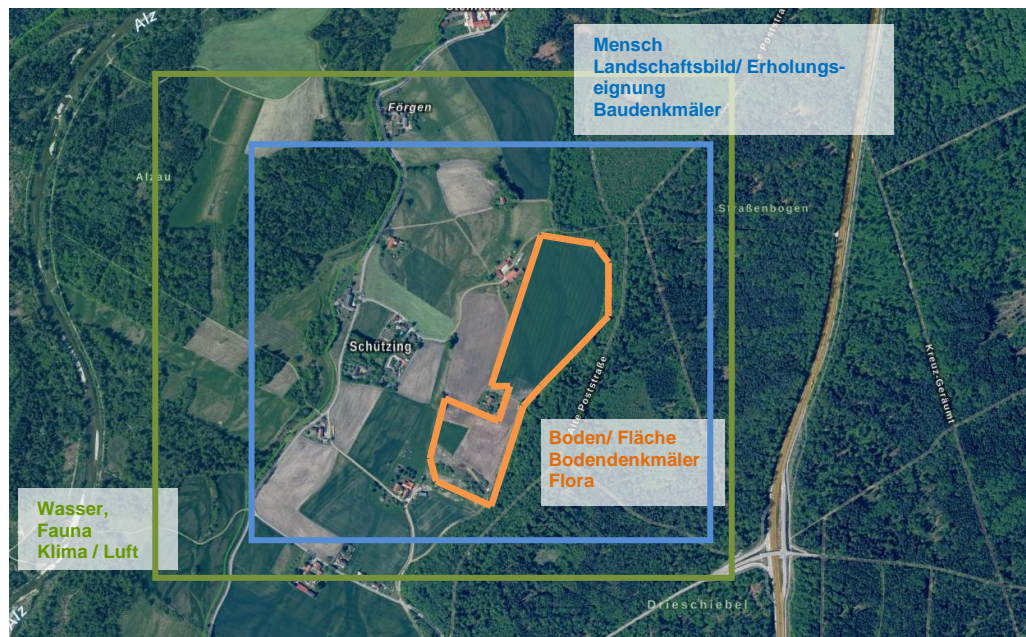 Alz
Mensch
Landschaftsbild/ Erholungs-
eignung
Baudenkmäler
Förgen
Alzau
Straßenbogen
Schützing
Alte Poststraße
Kreuz-Geräumt
Boden/ Fläche
Bodendenkmäler
Flora
Wasser,
Fauna
Klima / Luft
Alz
Drieschiebel